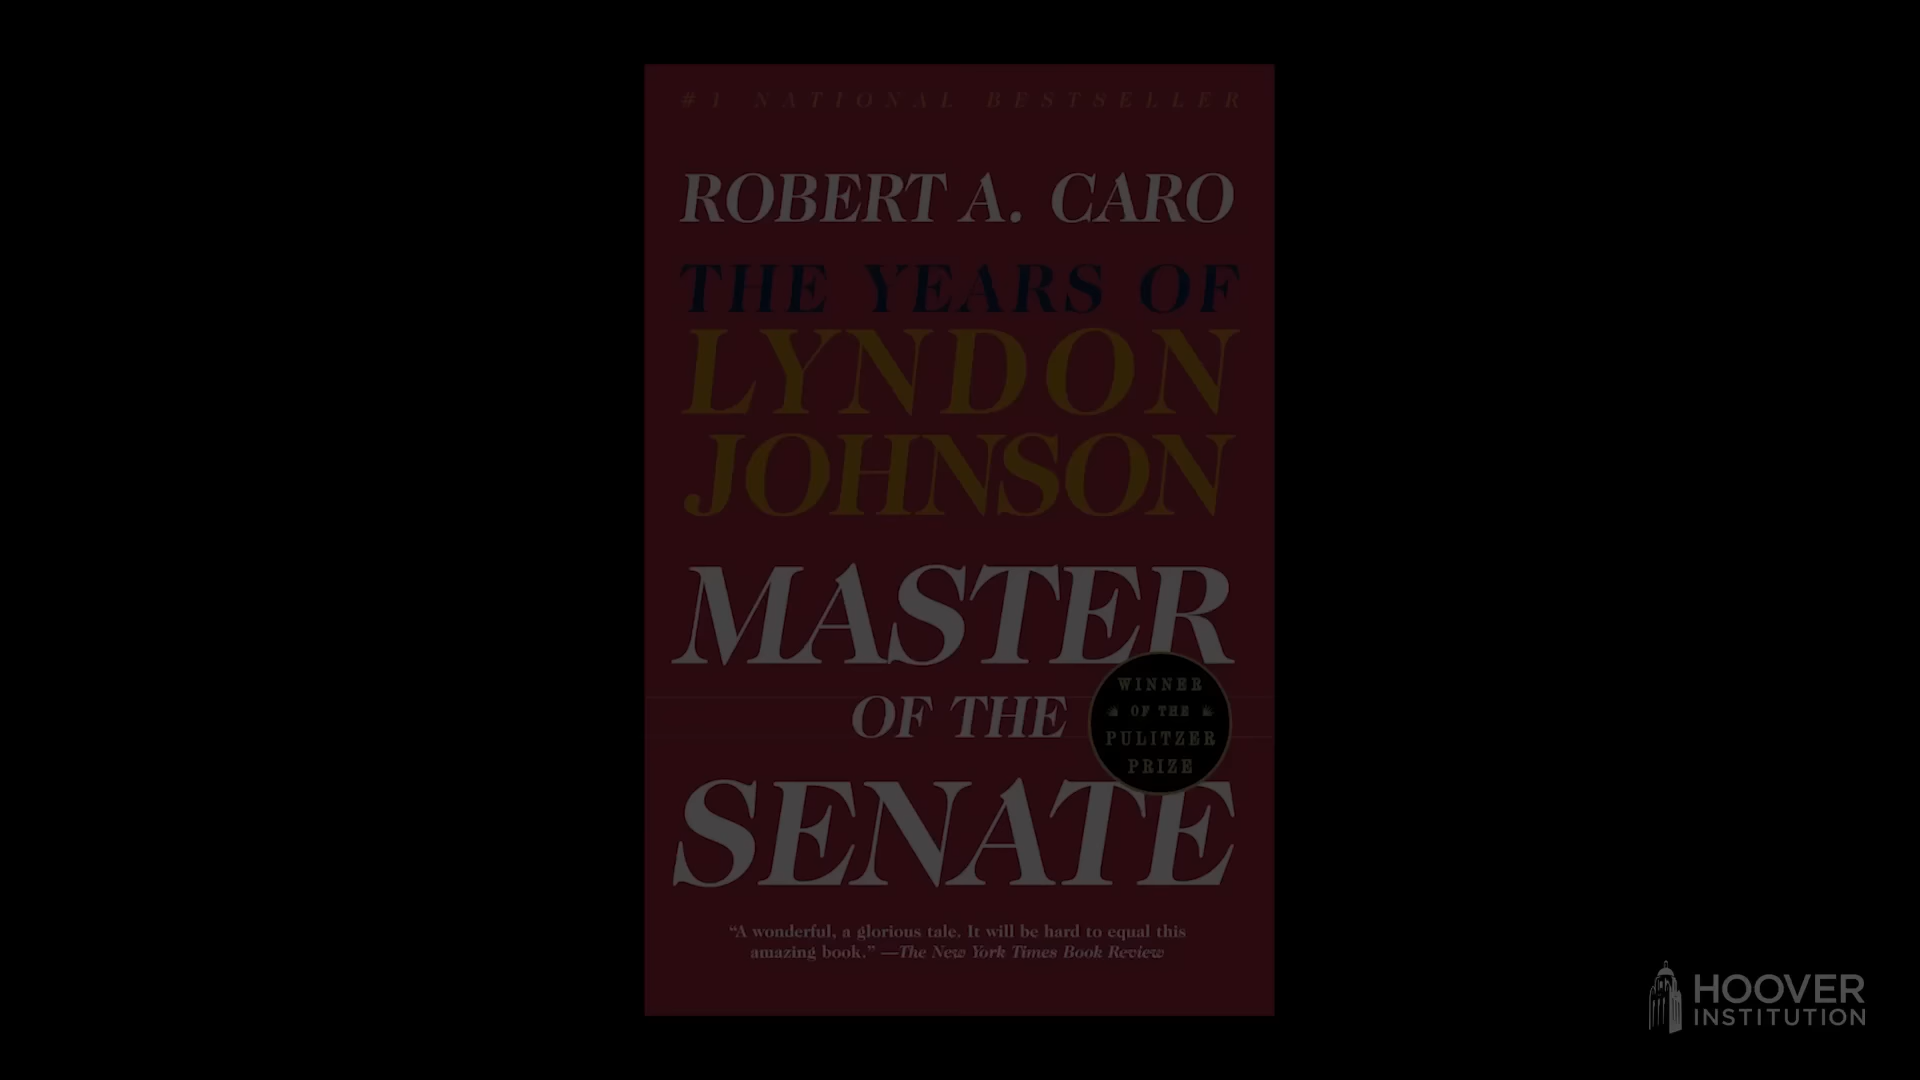 #1 NATIONAL BESTSELLER
ROBERT A. CARO
THE YEARS OF
LYNDON
JOHNSON
MASTER
OF THE
SENATE
WINNER
OF THE
PULITZER
PRIZE
“A wonderful, a glorious tale. It will be hard to equal this
amazing book.” —The New York Times Book Review
HOOVER
INSTITUTION